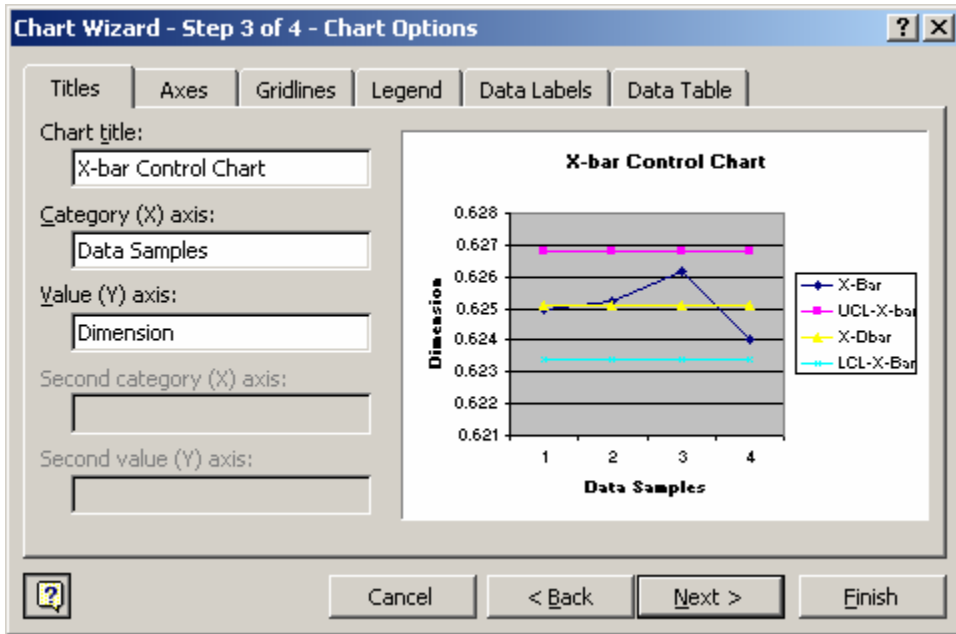 Chart Wizard - Step 3 of 4 - Chart Options
Titles Axes Gridlines Legend Data Labels Data Table
Chart title:
X-bar Control Chart
Category (X) axis:
Data Samples
Value (Y) axis:
Dimension
Second category (X) axis:
Second value (Y) axis:
X-bar Control Chart
0.628
0.627
0.626
0.625
0.624
0.623
0.622
0.621
Dimension
1 2 3 4
Data Samples
X-Bar
UCL-X-bar
X-Dbar
LCL-X-Bar
? Cancel < Back Next > Finish